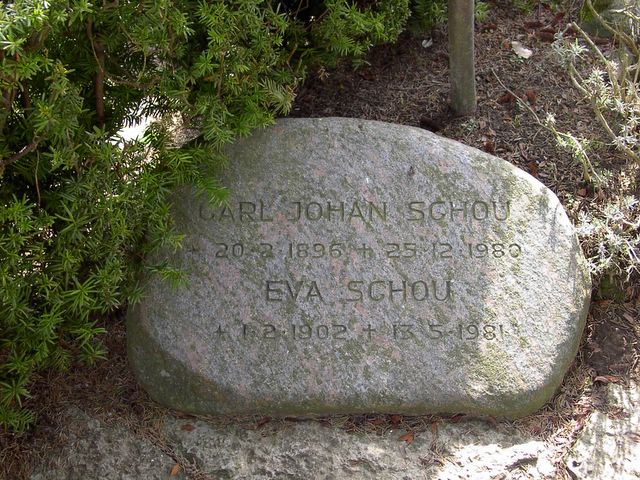 CARL JOHAN SCHOU
+ 20·2·1896 + 25·12·1980
EVA SCHOU
+ 1·2·1902 + 13·5·1981